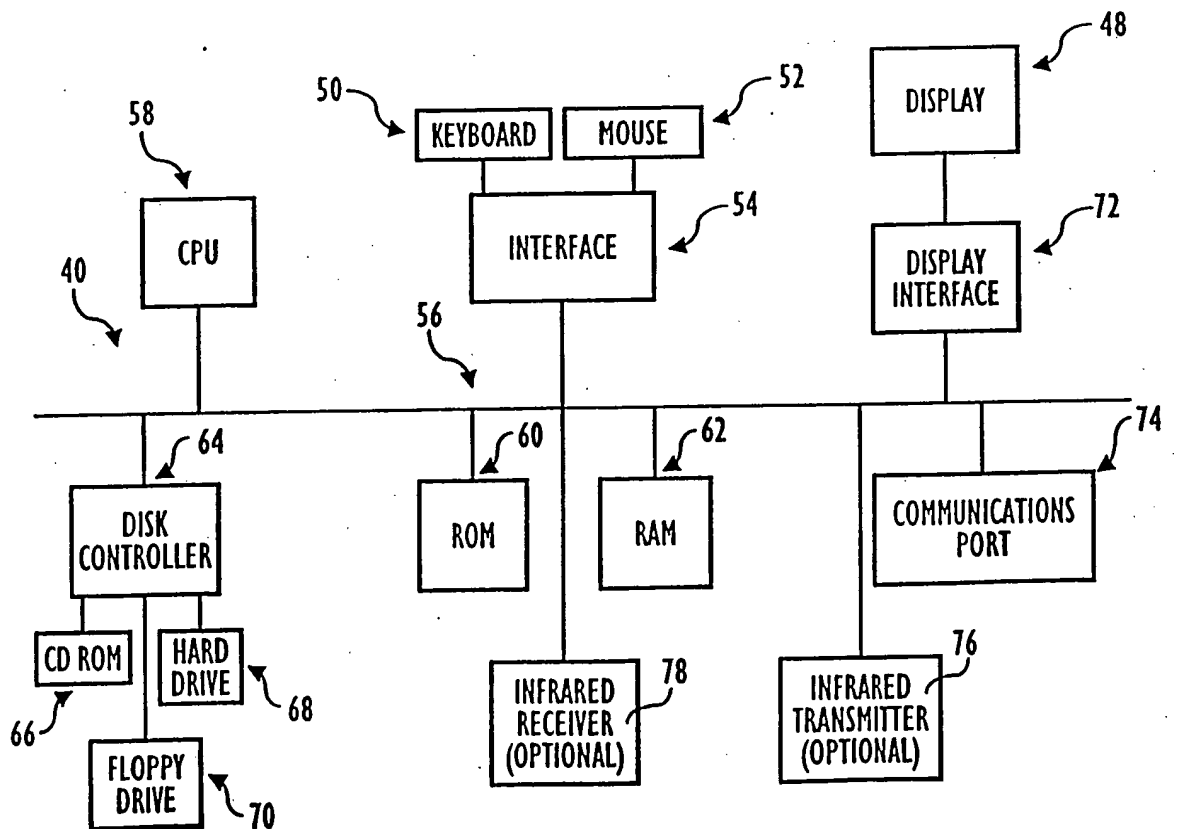 48
DISPLAY
50
KEYBOARD
52
MOUSE
58
CPU
54
INTERFACE
72
DISPLAY
INTERFACE
40
56
64
DISK
CONTROLLER
60
ROM
62
RAM
74
COMMUNICATIONS
PORT
CD ROM
66
HARD
DRIVE
68
FLOPPY
DRIVE
70
INFRARED
RECEIVER
(OPTIONAL)
78
INFRARED
TRANSMITTER
(OPTIONAL)
76